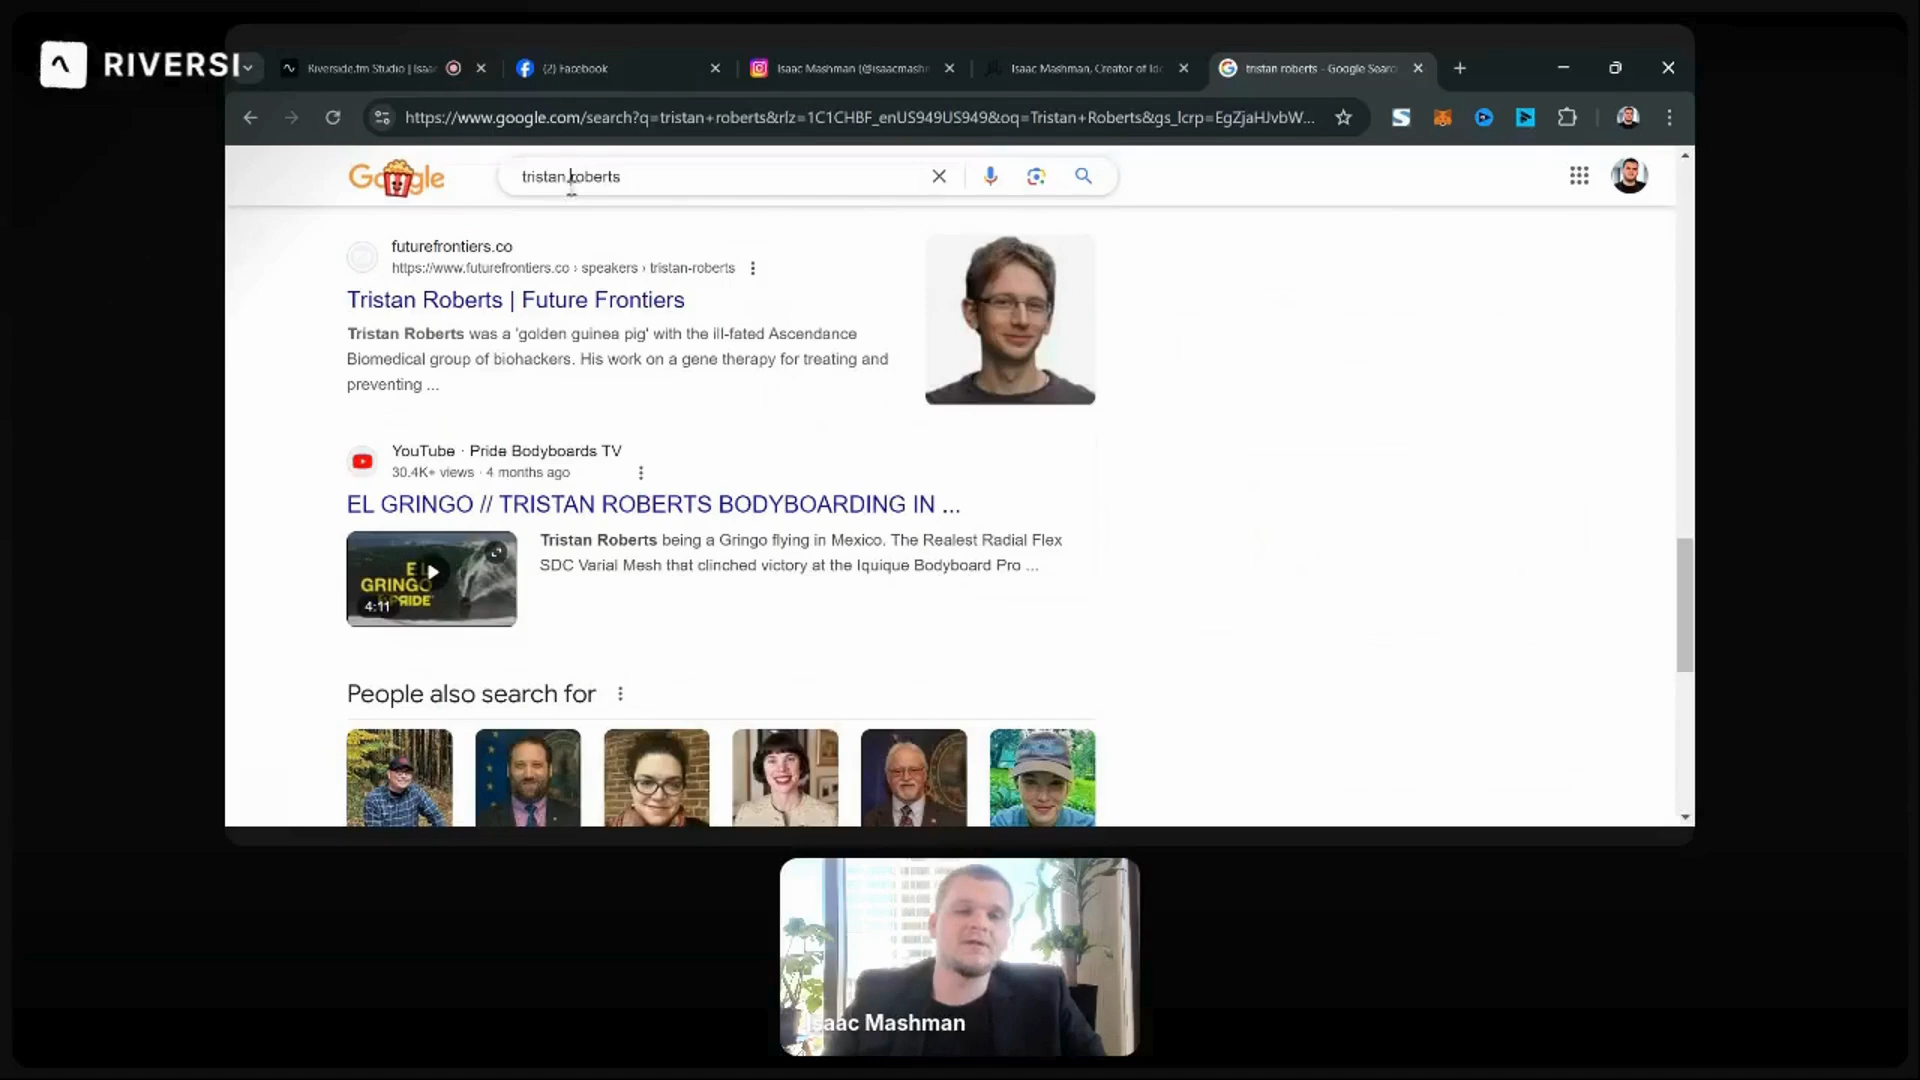 RIVERSI
Riverside.fm Studio | Isaa
(2) Facebook
Isaac Mashman (@isaacmashm
Isaac Mashman, Creator of Id
tristan roberts - Google Searc
https://www.google.com/search?q=tristan+roberts&rlz=1C1CHBF_enUS949US949&oq=Tristan+Roberts&gs_lcrp=EgZjaHJvbW...
Google
tristan roberts
futurefrontiers.co
https://www.futurefrontiers.co › speakers › tristan-roberts
Tristan Roberts | Future Frontiers
Tristan Roberts was a 'golden guinea pig' with the ill-fated Ascendance
Biomedical group of biohackers. His work on a gene therapy for treating and
preventing ...
YouTube · Pride Bodyboards TV
30.4K+ views · 4 months ago
EL GRINGO // TRISTAN ROBERTS BODYBOARDING IN ...
Tristan Roberts being a Gringo flying in Mexico. The Realest Radial Flex
SDC Varial Mesh that clinched victory at the Iquique Bodyboard Pro ...
EL
GRINGO
PRIDE
4:11
People also search for
Isaac Mashman